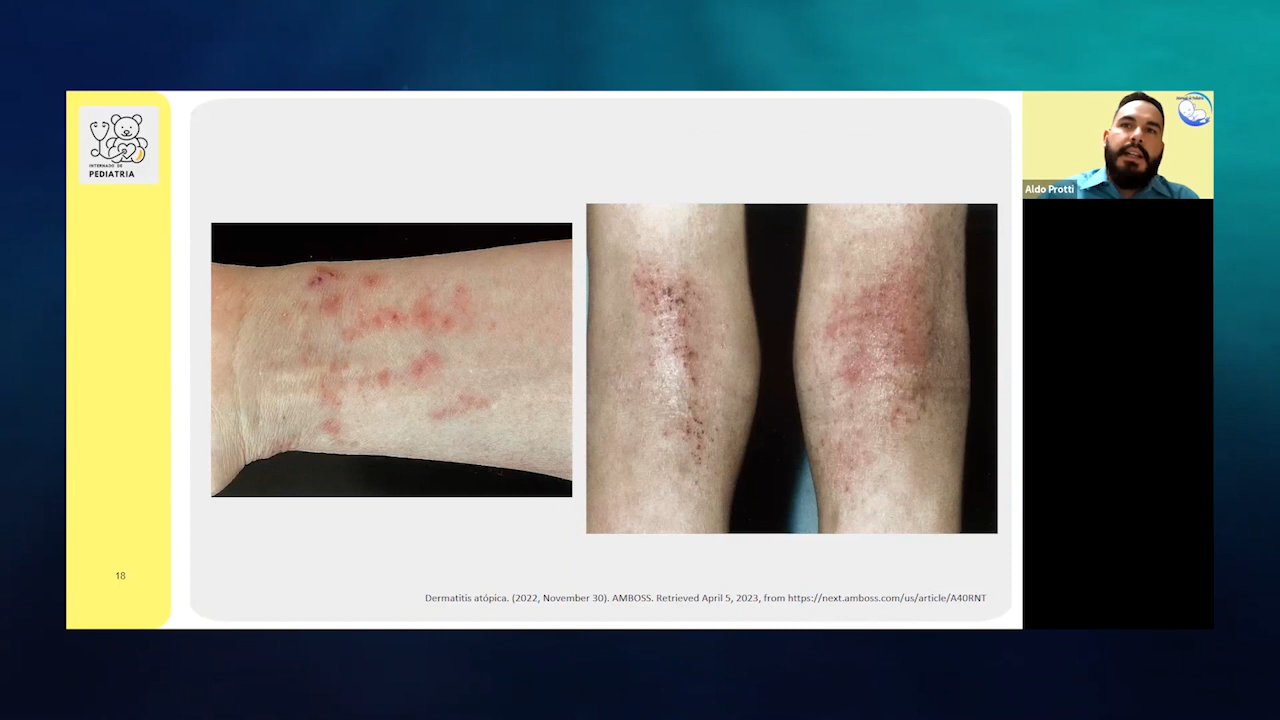 INTERNADO DE
PEDIATRIA
Aldo Protti
18
Dermatitis atópica. (2022, November 30). AMBOSS. Retrieved April 5, 2023, from https://next.amboss.com/us/article/A40RNT